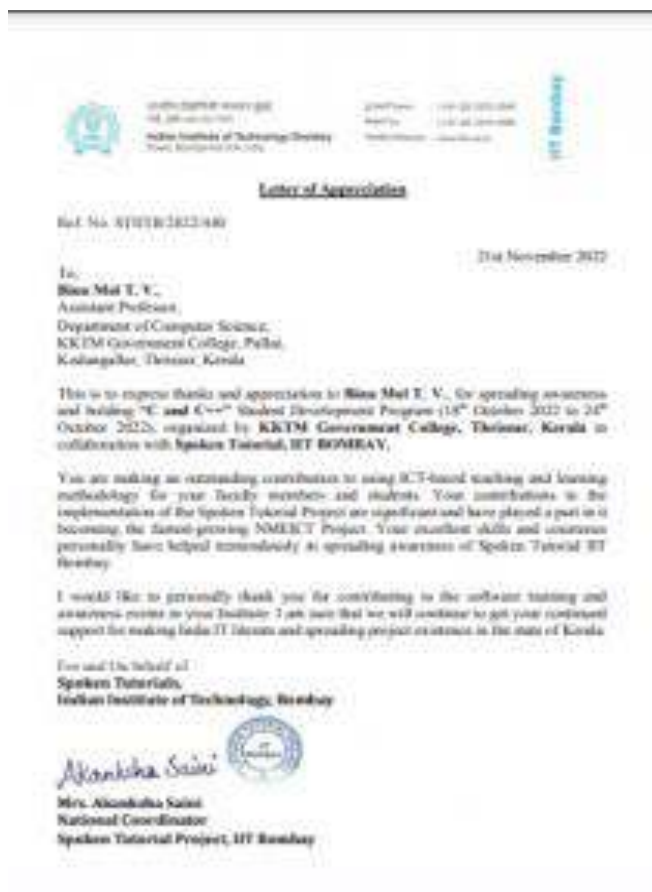 Indian Institute of Technology Bombay
IIT Bombay
Letter of Appreciation
Ref. No.
21st November 2022
To,
Binu Mol T. V.,
Assistant Professor,
Department of Computer Science,
KKTM Government College, Pullut,
Kodungallur, Thrissur, Kerala
This is to express thanks and appreciation to Binu Mol T. V., for spreading awareness
and holding "C and C++" Student Development Program (18th October 2022 to 24th
October 2022), organized by KKTM Government College, Thrissur, Kerala in
collaboration with Spoken Tutorial, IIT BOMBAY.
You are making an outstanding contribution to using ICT-based teaching and learning
methodology for your faculty members and students. Your contributions to the
implementation of the Spoken Tutorial Project are significant and have played a part in it
becoming the fastest-growing NMEICT Project. Your excellent skills and courteous
personality have helped tremendously in spreading awareness of Spoken Tutorial IIT
Bombay.
I would like to personally thank you for contributing to the software training and
awareness events in your Institute. I am sure that we will continue to get your continued
support for making India IT literate and spreading project existence in the state of Kerala.
For and On behalf of
Spoken Tutorials,
Indian Institute of Technology, Bombay
Akanksha Saini
Mrs. Akanksha Saini
National Coordinator
Spoken Tutorial Project, IIT Bombay